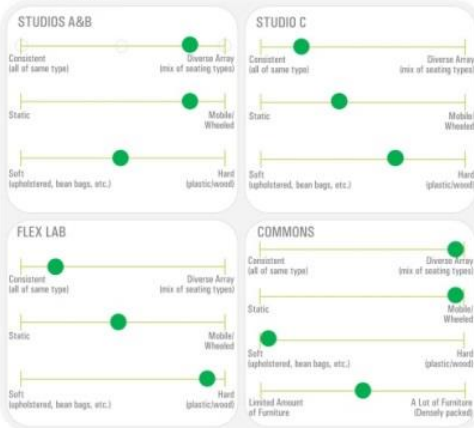 STUDIOS A&B
Consistent
(all of same type)
Diverse Array
(mix of seating types)
Static
Mobile/
Wheeled
Soft
(upholstered, bean bags, etc.)
Hard
(plastic/wood)
STUDIO C
Consistent
(all of same type)
Diverse Array
(mix of seating types)
Static
Mobile/
Wheeled
Soft
(upholstered, bean bags, etc.)
Hard
(plastic/wood)
FLEX LAB
Consistent
(all of same type)
Diverse Array
(mix of seating types)
Static
Mobile/
Wheeled
Soft
(upholstered, bean bags, etc.)
Hard
(plastic/wood)
COMMONS
Consistent
(all of same type)
Diverse Array
(mix of seating types)
Static
Mobile/
Wheeled
Soft
(upholstered, bean bags, etc.)
Hard
(plastic/wood)
Limited Amount
of Furniture
A Lot of Furniture
(Densely packed)